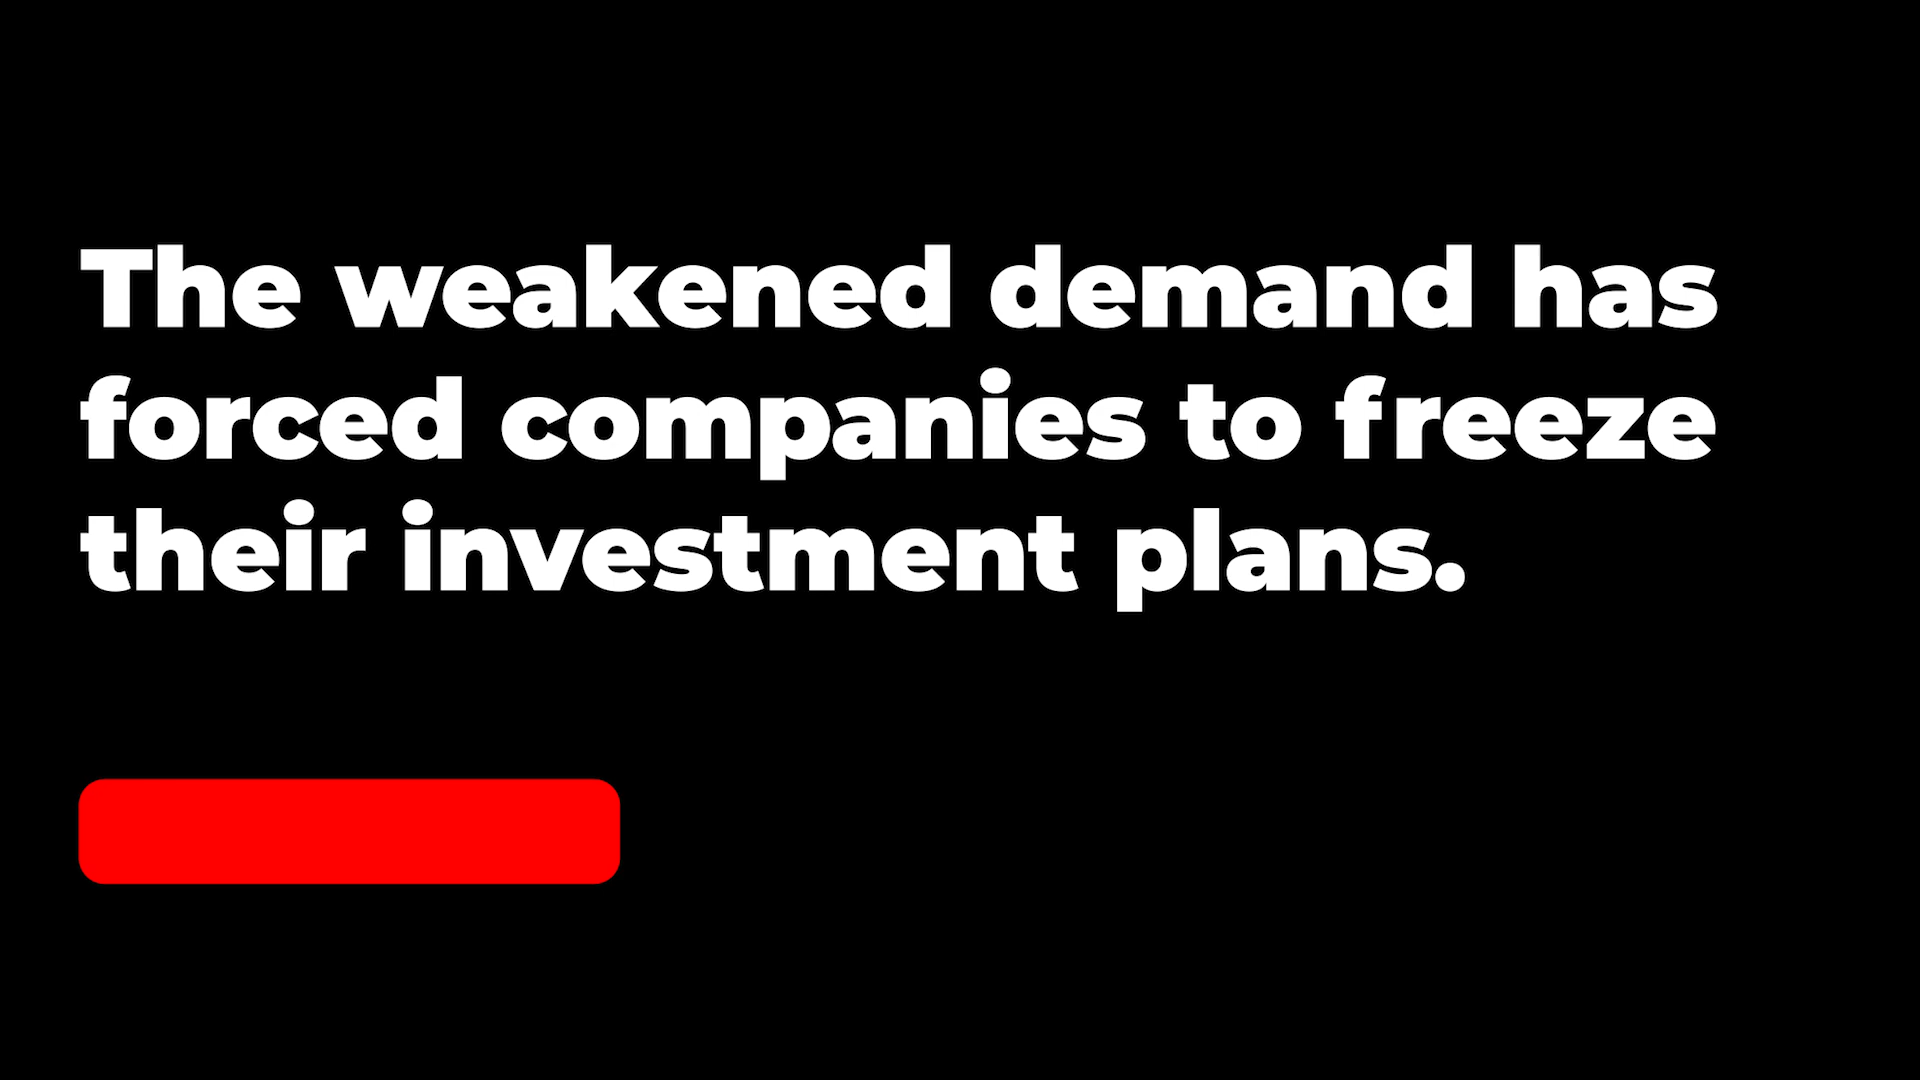 The weakened demand has
forced companies to freeze
their investment plans.